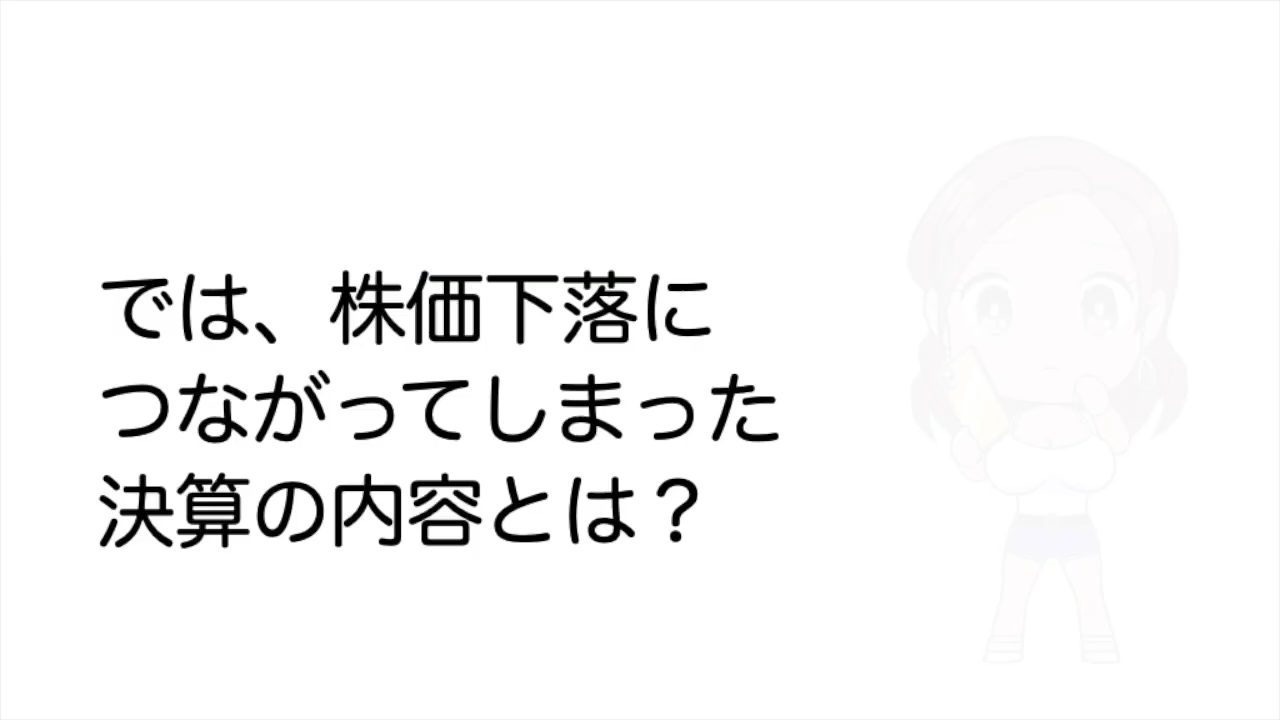 では、株価下落に
つながってしまった
決算の内容とは？